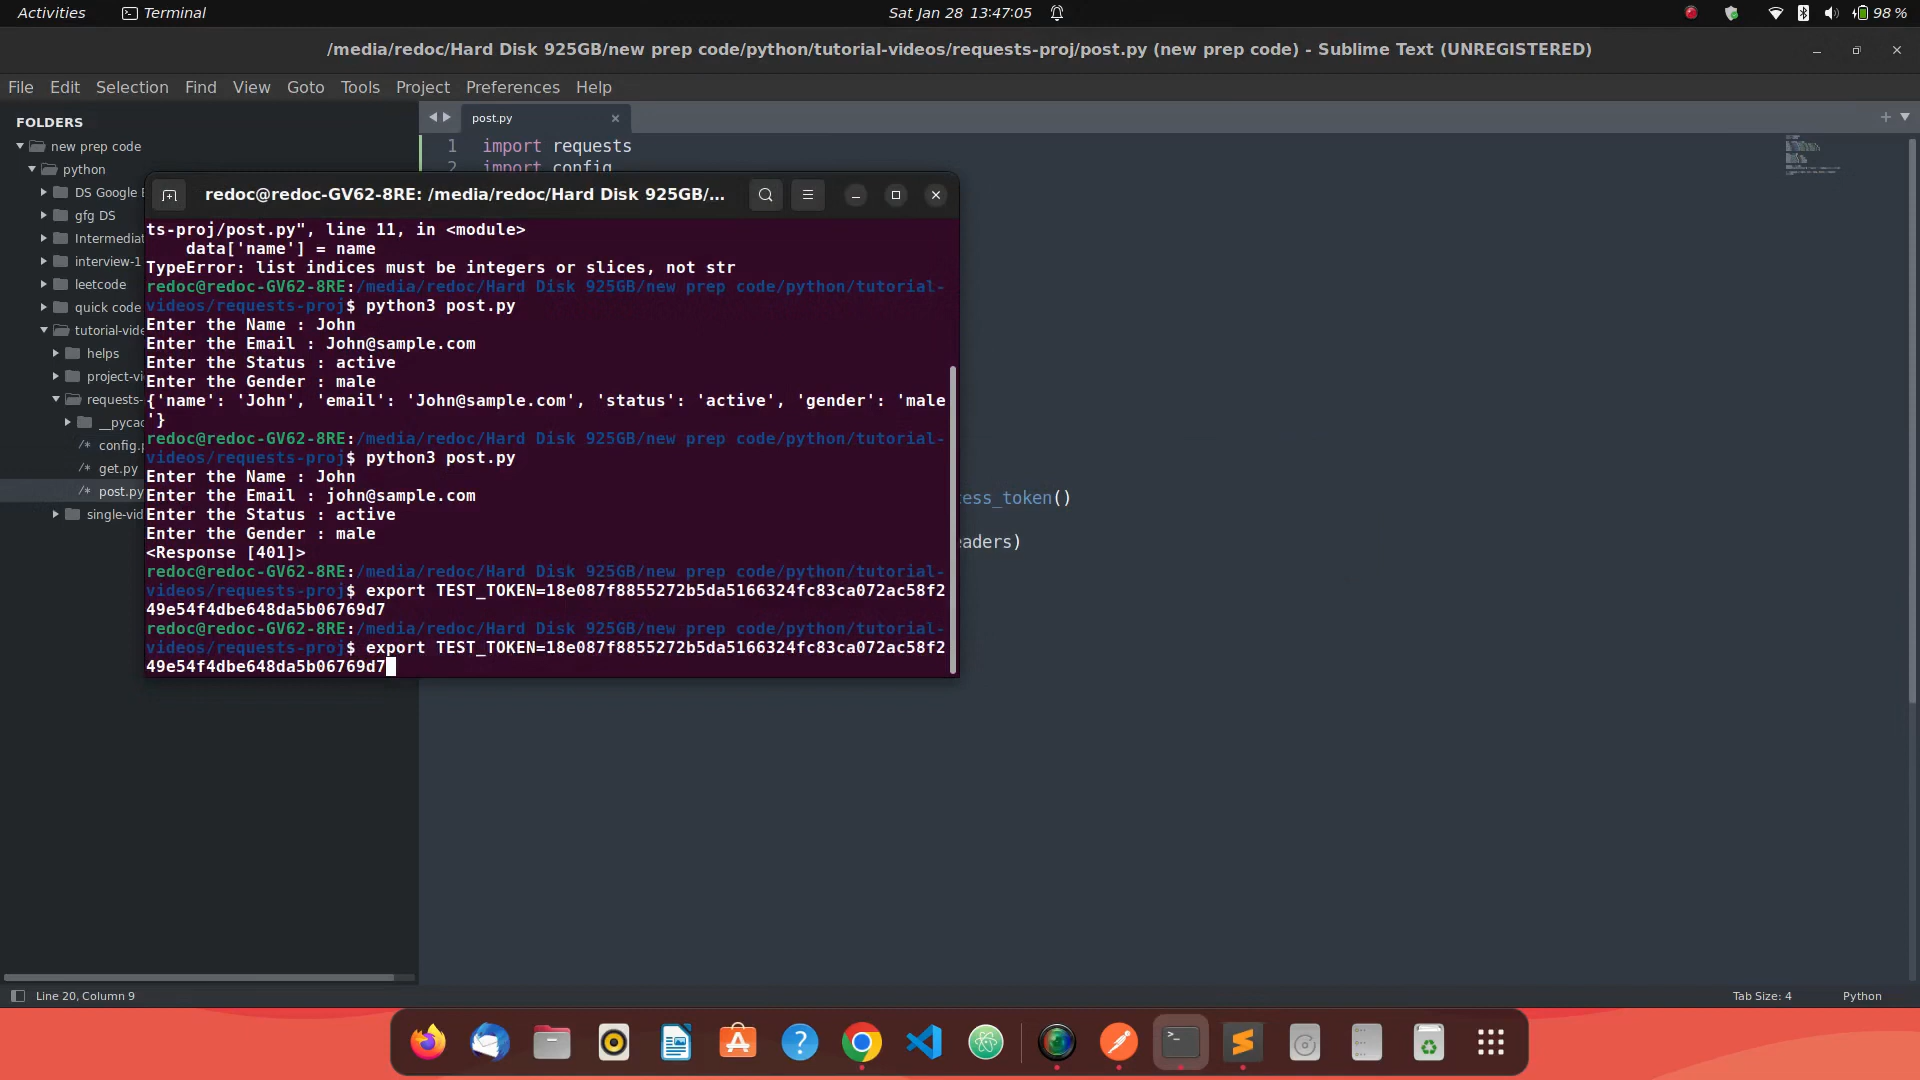 Activities
Terminal
Sat Jan 28 13:47:05
98 %
/media/redoc/Hard Disk 925GB/new prep code/python/tutorial-videos/requests-proj/post.py (new prep code) - Sublime Text (UNREGISTERED)
File Edit Selection Find View Goto Tools Project Preferences Help
FOLDERS
new prep code
python
DS Google
gfg DS
Intermedia
interview-1
leetcode
quick code
tutorial-vide
helps
project-vi
requests-
__pycac
config.p
get.py
post.py
single-vid
post.py
1 import requests
2 import config
redoc@redoc-GV62-8RE: /media/redoc/Hard Disk 925GB/...
ts-proj/post.py", line 11, in <module>
data['name'] = name
TypeError: list indices must be integers or slices, not str
redoc@redoc-GV62-8RE:/media/redoc/Hard Disk 925GB/new prep code/python/tutorial-
videos/requests-proj$ python3 post.py
Enter the Name : John
Enter the Email : John@sample.com
Enter the Status : active
Enter the Gender : male
{'name': 'John', 'email': 'John@sample.com', 'status': 'active', 'gender': 'male
'}
redoc@redoc-GV62-8RE:/media/redoc/Hard Disk 925GB/new prep code/python/tutorial-
videos/requests-proj$ python3 post.py
Enter the Name : John
Enter the Email : john@sample.com
Enter the Status : active
Enter the Gender : male
<Response [401]>
redoc@redoc-GV62-8RE:/media/redoc/Hard Disk 925GB/new prep code/python/tutorial-
videos/requests-proj$ export TEST_TOKEN=18e087f8855272b5da5166324fc83ca072ac58f2
49e54f4dbe648da5b06769d7
redoc@redoc-GV62-8RE:/media/redoc/Hard Disk 925GB/new prep code/python/tutorial-
videos/requests-proj$ export TEST_TOKEN=18e087f8855272b5da5166324fc83ca072ac58f2
49e54f4dbe648da5b06769d7
cess_token()
eaders)
Line 20, Column 9
Tab Size: 4
Python